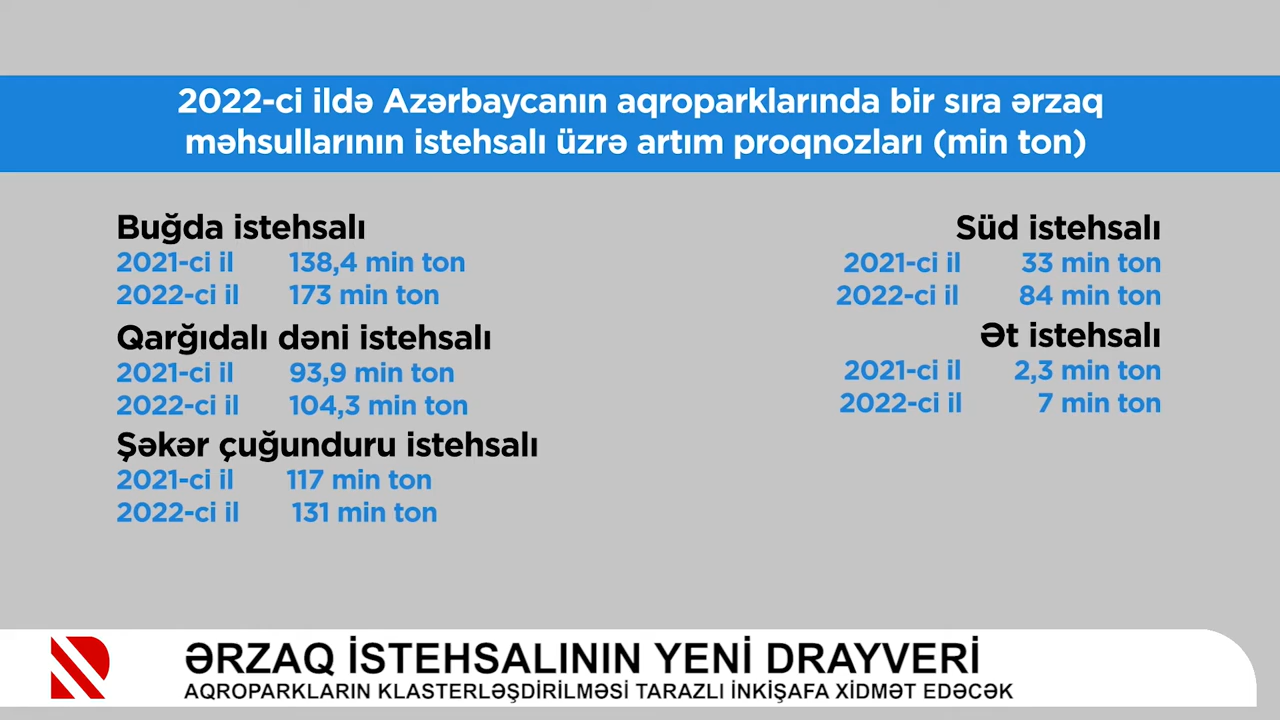 2022-ci ildə Azərbaycanın aqroparklarında bir sıra ərzaq
məhsullarının istehsalı üzrə artım proqnozları (min ton)
Buğda istehsalı
2021-ci il 138,4 min ton
2022-ci il 173 min ton
Qarğıdalı dəni istehsalı
2021-ci il 93,9 min ton
2022-ci il 104,3 min ton
Şəkər çuğunduru istehsalı
2021-ci il 117 min ton
2022-ci il 131 min ton
Süd istehsalı
2021-ci il 33 min ton
2022-ci il 84 min ton
Ət istehsalı
2021-ci il 2,3 min ton
2022-ci il 7 min ton
ƏRZAQ İSTEHSALININ YENİ DRAYVERİ
AQROPARKLARIN KLASTERLƏŞDİRİLMƏSİ TARAZLI İNKİŞAFA XİDMƏT EDƏCƏK